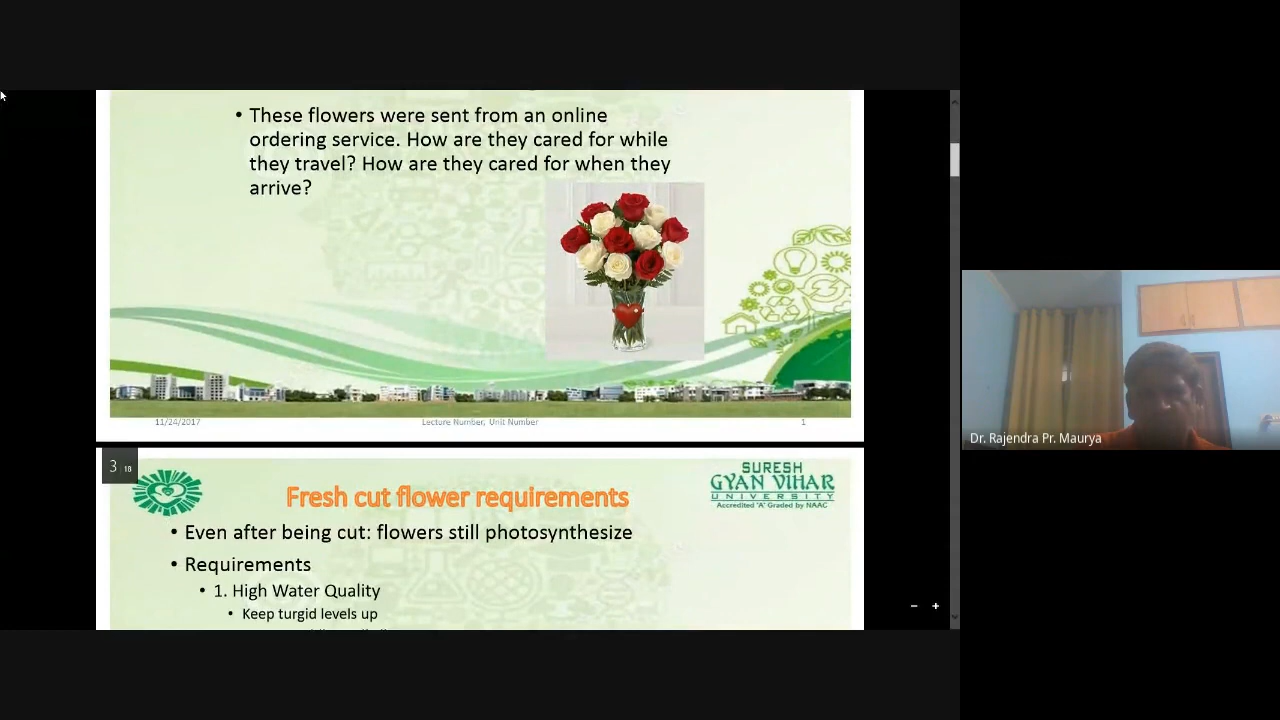 • These flowers were sent from an online
ordering service. How are they cared for while
they travel? How are they cared for when they
arrive?
11/24/2017
Lecture Number, Unit Number
1
3 18
SURESH
GYAN VIHAR
UNIVERSITY
Accredited 'A' Graded by NAAC
Fresh cut flower requirements
• Even after being cut: flowers still photosynthesize
• Requirements
• 1. High Water Quality
• Keep turgid levels up
Dr. Rajendra Pr. Maurya